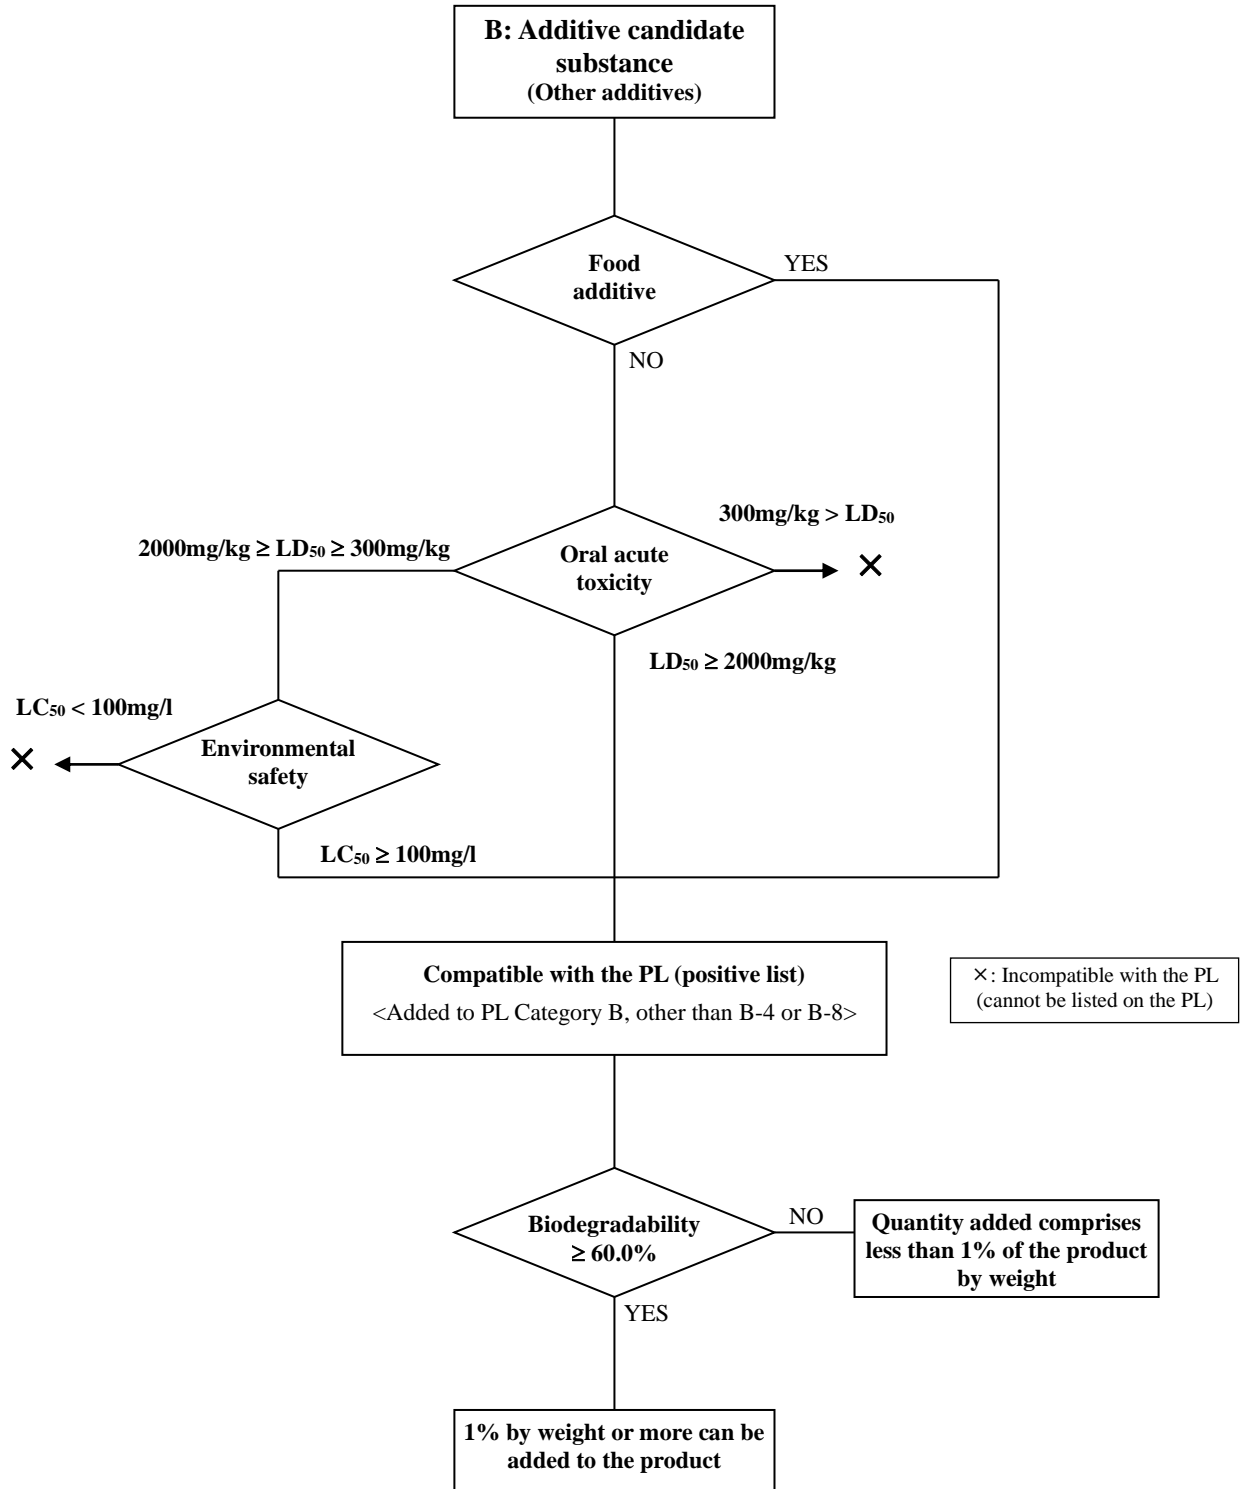 B: Additive candidate
substance
(Other additives)
Food
additive
YES
NO
300mg/kg > LD₅₀
2000mg/kg ≥ LD₅₀ ≥ 300mg/kg
Oral acute
toxicity
×
LD₅₀ ≥ 2000mg/kg
LC₅₀ < 100mg/l
×
Environmental
safety
LC₅₀ ≥ 100mg/l
Compatible with the PL (positive list)
<Added to PL Category B, other than B-4 or B-8>
×: Incompatible with the PL
(cannot be listed on the PL)
Biodegradability
≥ 60.0%
NO
Quantity added comprises
less than 1% of the product
by weight
YES
1% by weight or more can be
added to the product